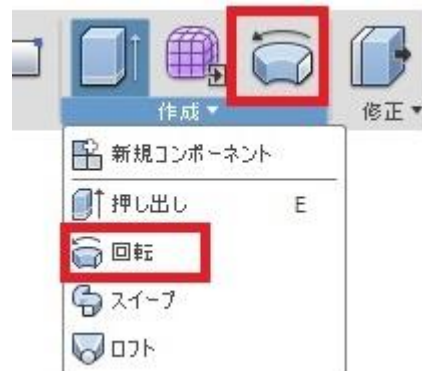 作成▼
修正▼
新規コンポーネント
押し出し E
回転
スイープ
ロフト